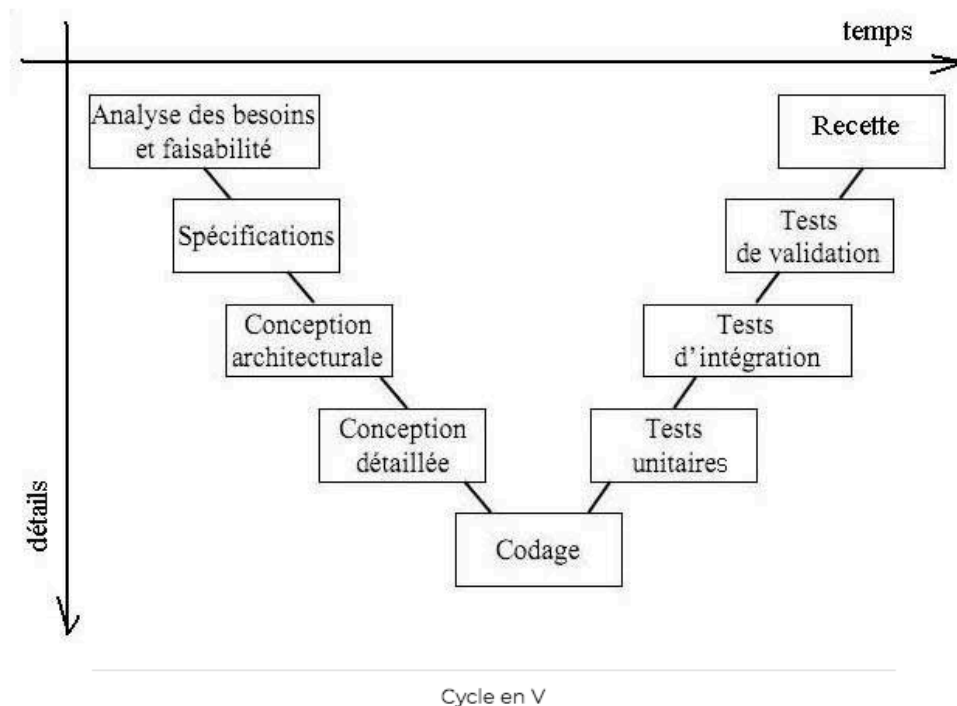 temps
Analyse des besoins
et faisabilité
Recette
Spécifications
Tests
de validation
Conception
architecturale
Tests
d’intégration
Conception
détaillée
Tests
unitaires
détails
Codage
Cycle en V